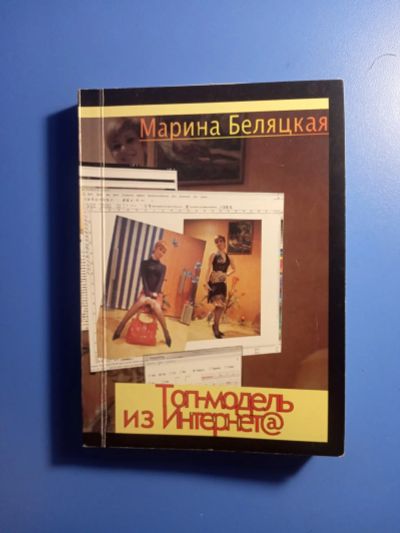 Марина Беляцкая
Топ-модель
из Интернет@